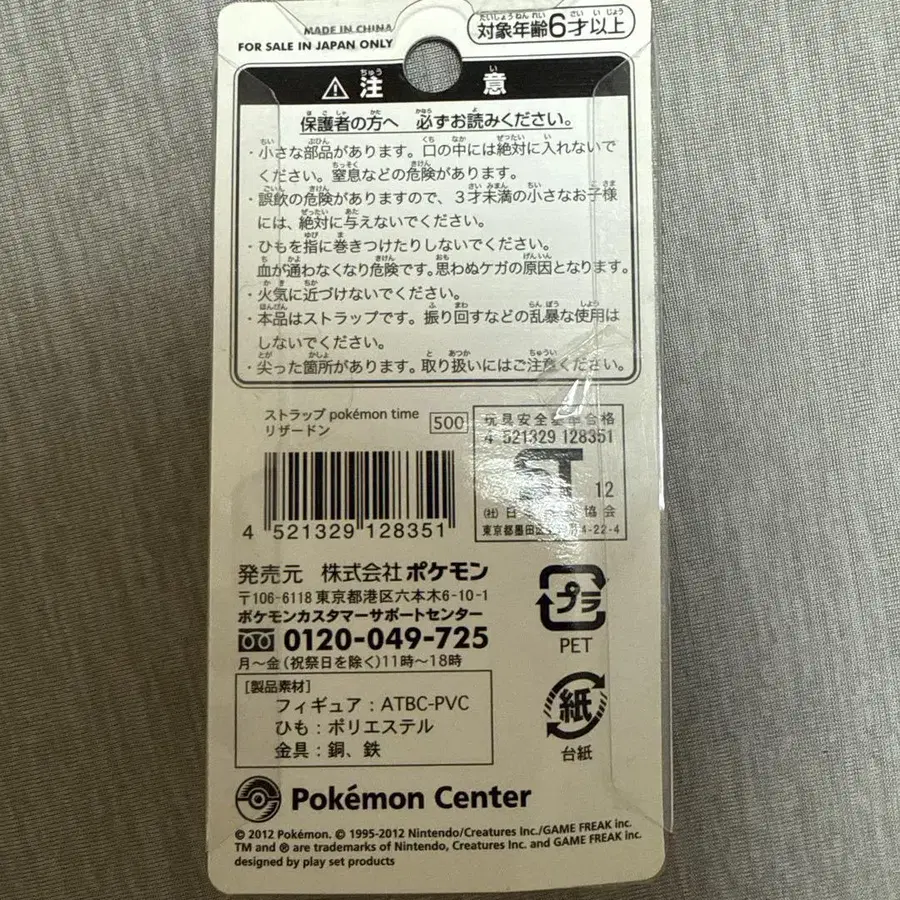 MADE IN CHINA
FOR SALE IN JAPAN ONLY
対象年齢6才以上
注意
保護者の方へ 必ずお読みください。
・小さな部品があります。口の中には絶対に入れないで
ください。窒息などの危険があります。
・誤飲の危険がありますので、3才未満の小さなお子様
には、絶対に与えないでください。
・ひもを指に巻きつけたりしないでください。
血が通わなくなり危険です。思わぬケガの原因となります。
・火気に近づけないでください。
・本品はストラップです。振り回すなどの乱暴な使用は
しないでください。
・尖った箇所があります。取り扱いにはご注意ください。
ストラップ pokémon time
リザードン
500
玩具安全基準合格
4 521329 128351
ST 12
(社)日 協会
東京都墨田区 4-22-4
4 521329 128351
発売元 株式会社ポケモン
〒106-6118 東京都港区六本木6-10-1
ポケモンカスタマーサポートセンター
0120-049-725
月～金(祝祭日を除く)11時～18時
[製品素材]
フィギュア:ATBC-PVC
ひも:ポリエステル
金具:銅、鉄
プラ
PET
紙
台紙
Pokémon Center
© 2012 Pokémon. © 1995-2012 Nintendo/Creatures Inc./GAME FREAK inc.
TM and ® are trademarks of Nintendo, Creatures Inc. and GAME FREAK inc.
designed by play set products